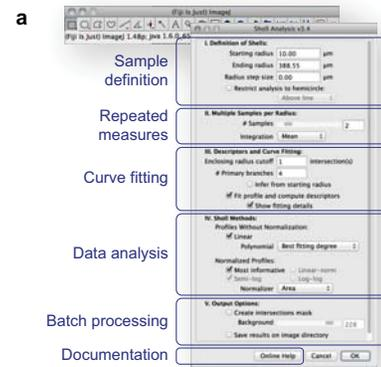 a
(Fiji Is Just) ImageJ
(Fiji Is Just) ImageJ 1.48p; java 1.6.0_65
Shell Analysis v3.4
Sample
definition
I. Definition of Shells:
Starting radius 10.00 µm
Ending radius 388.55 µm
Radius step size 0.00 µm
Restrict analysis to hemicircle:
Above line
Repeated
measures
II. Multiple Samples per Radius:
# Samples 2
Integration Mean
Curve fitting
III. Descriptors and Curve Fitting:
Enclosing radius cutoff 1 intersection(s)
# Primary branches 4
Infer from starting radius
Fit profile and compute descriptors
Show fitting details
Data analysis
IV. Sholl Methods:
Profiles Without Normalization:
Linear
Polynomial Best fitting degree
Normalized Profiles:
Most informative Linear-norm
Semi-log Log-log
Normalizer Area
Batch processing
V. Output Options:
Create intersections mask
Background 228
Save results on image directory
Documentation
Online Help Cancel OK